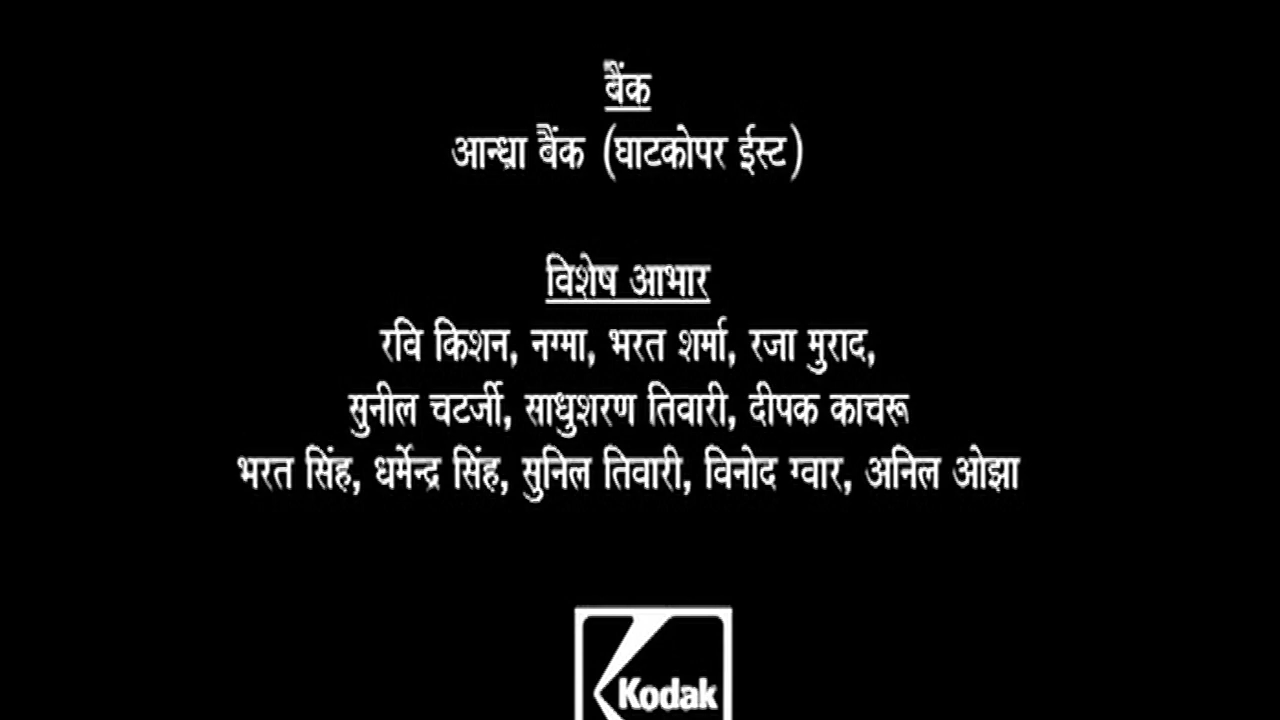 बैंक
आन्ध्रा बैंक (घाटकोपर ईस्ट)
विशेष आभार
रवि किशन, नग्मा, भरत शर्मा, रजा मुराद,
सुनील चटर्जी, साधुशरण तिवारी, दीपक काचरू
भरत सिंह, धर्मेन्द्र सिंह, सुनिल तिवारी, विनोद ग्वार, अनिल ओझा
Kodak